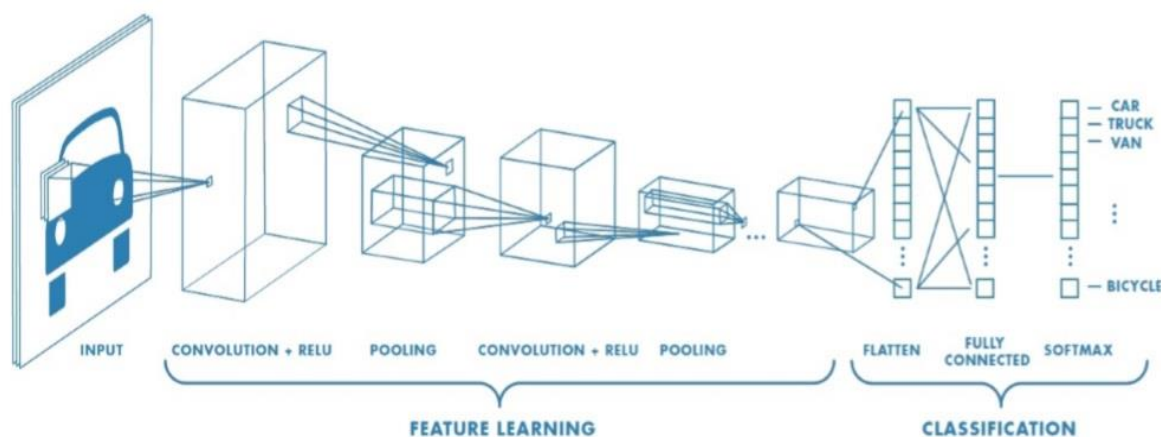 CAR
TRUCK
VAN
BICYCLE
INPUT
CONVOLUTION + RELU
POOLING
CONVOLUTION + RELU
POOLING
FLATTEN
FULLY
CONNECTED
SOFTMAX
FEATURE LEARNING
CLASSIFICATION